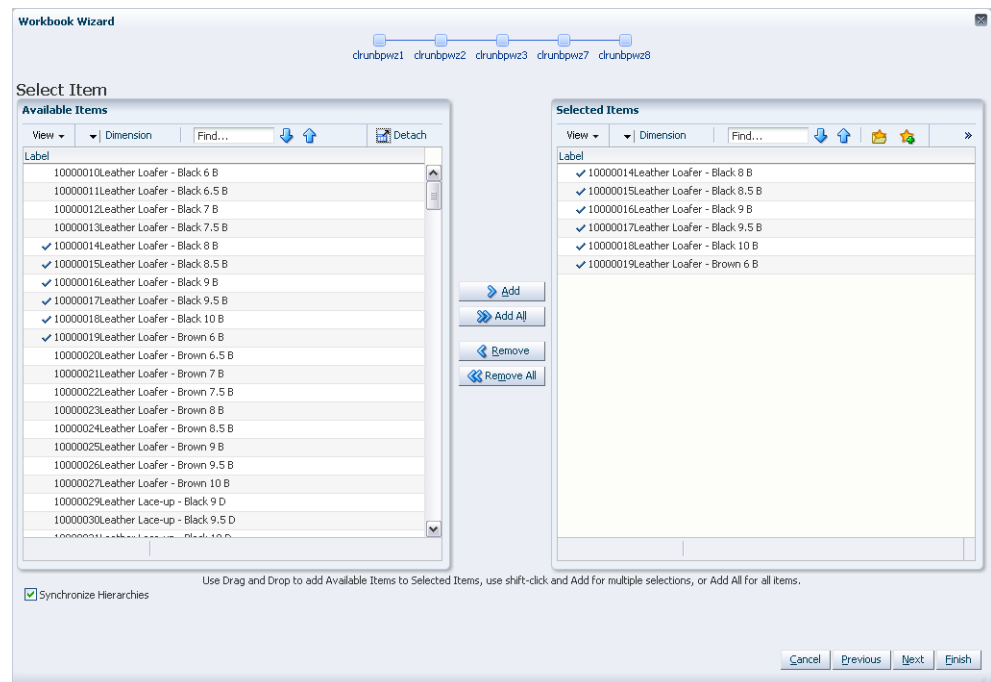 Workbook Wizard
clrunbpwz1 clrunbpwz2 clrunbpwz3 clrunbpwz7 clrunbpwz8
Select Item
Available Items
View Dimension Find... Detach
Label
10000010Leather Loafer - Black 6 B
10000011Leather Loafer - Black 6.5 B
10000012Leather Loafer - Black 7 B
10000013Leather Loafer - Black 7.5 B
10000014Leather Loafer - Black 8 B
10000015Leather Loafer - Black 8.5 B
10000016Leather Loafer - Black 9 B
10000017Leather Loafer - Black 9.5 B
10000018Leather Loafer - Black 10 B
10000019Leather Loafer - Brown 6 B
10000020Leather Loafer - Brown 6.5 B
10000021Leather Loafer - Brown 7 B
10000022Leather Loafer - Brown 7.5 B
10000023Leather Loafer - Brown 8 B
10000024Leather Loafer - Brown 8.5 B
10000025Leather Loafer - Brown 9 B
10000026Leather Loafer - Brown 9.5 B
10000027Leather Loafer - Brown 10 B
10000029Leather Lace-up - Black 9 D
10000030Leather Lace-up - Black 9.5 D
Add
Add All
Remove
Remove All
Selected Items
View Dimension Find... »
Label
10000014Leather Loafer - Black 8 B
10000015Leather Loafer - Black 8.5 B
10000016Leather Loafer - Black 9 B
10000017Leather Loafer - Black 9.5 B
10000018Leather Loafer - Black 10 B
10000019Leather Loafer - Brown 6 B
Use Drag and Drop to add Available Items to Selected Items, use shift-click and Add for multiple selections, or Add All for all items.
Synchronize Hierarchies
Cancel Previous Next Finish